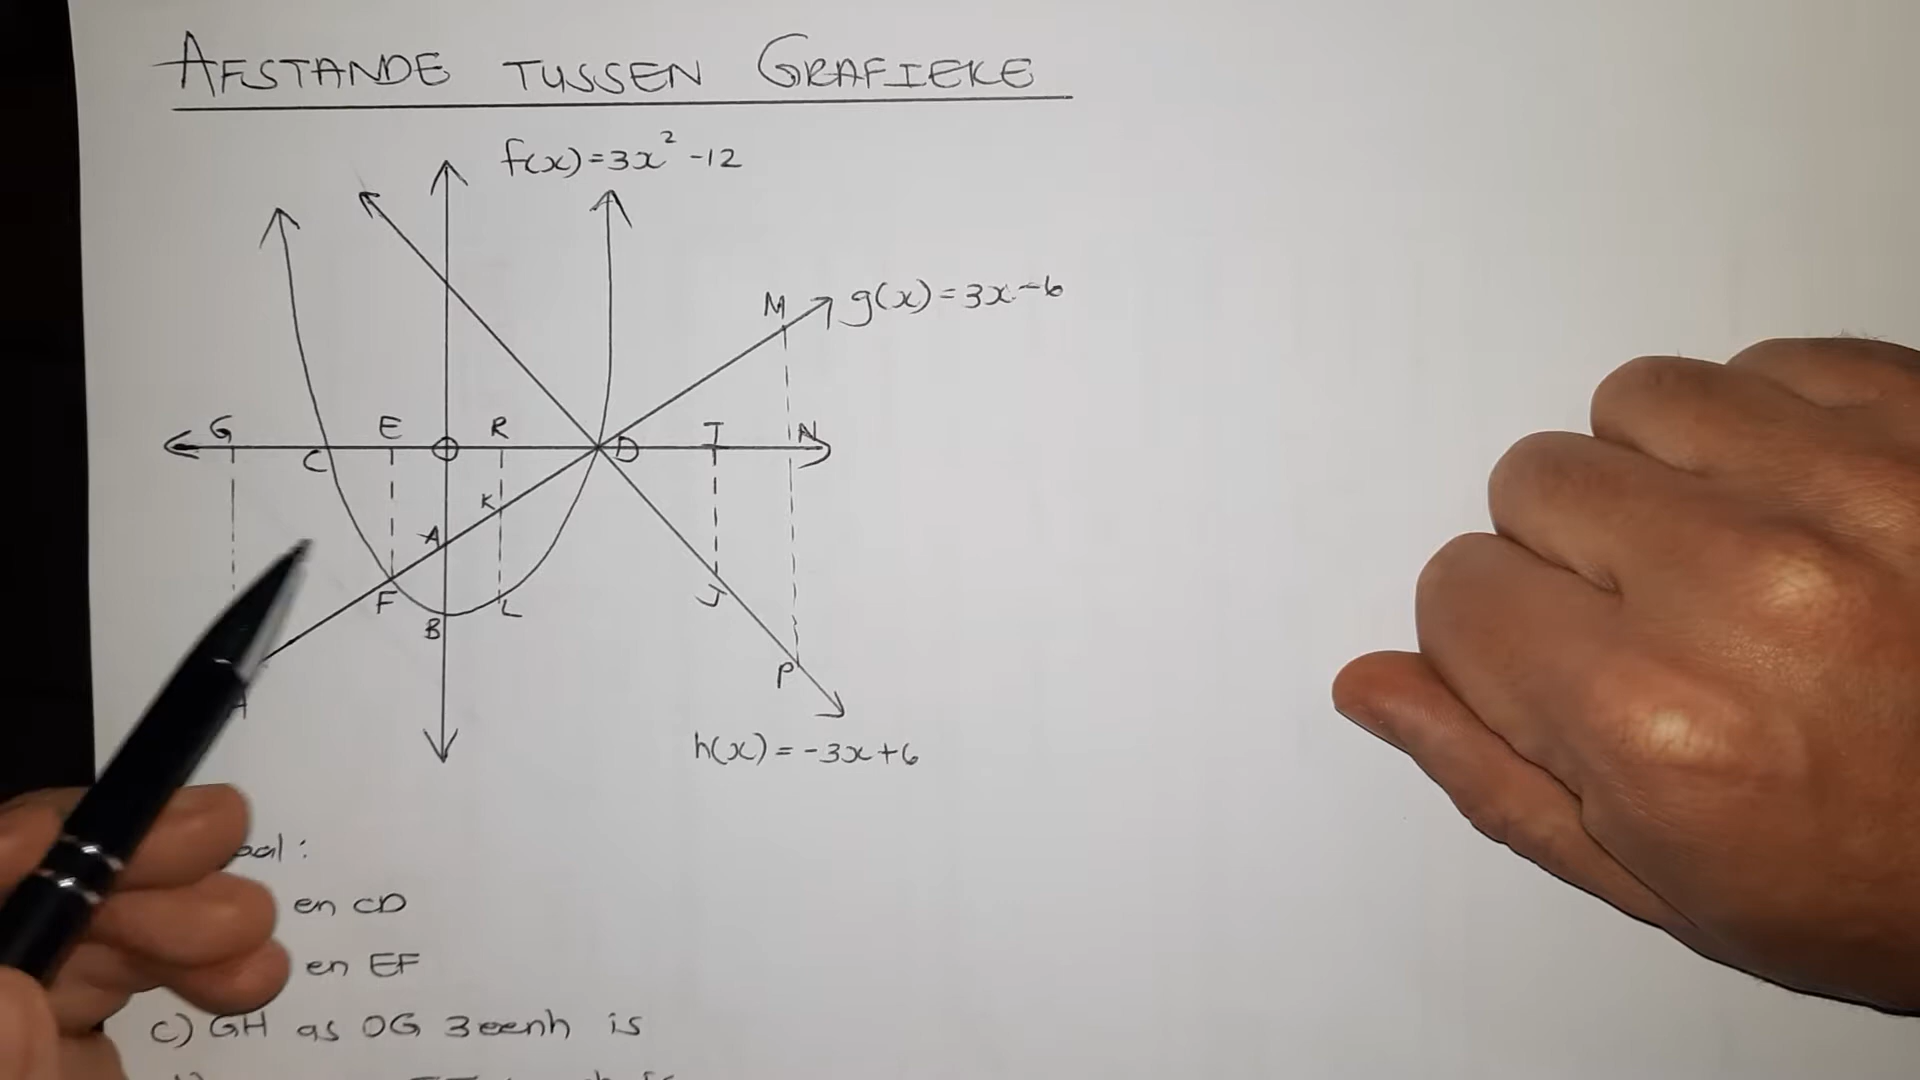 AFSTANDE TUSSEN GRAFIEKE
f(x)=3x²-12
M g(x)=3x-6
G E R T N
C D
K
A
F L J
B
P
h(x)=-3x+6
en CD
en EF
c) GH as OG 3 eenh is